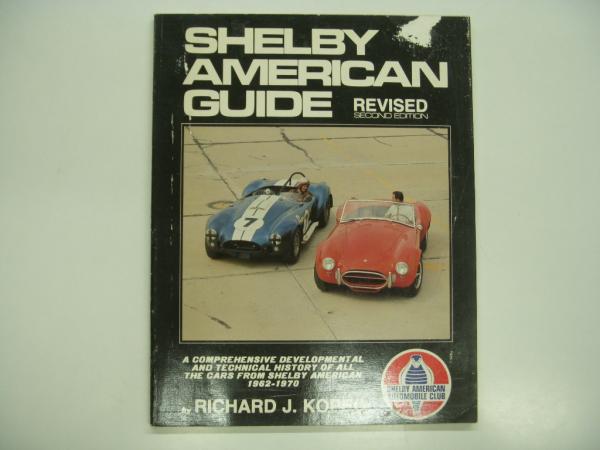 SHELBY
AMERICAN
GUIDE
REVISED
SECOND EDITION
7
A COMPREHENSIVE DEVELOPMENTAL
AND TECHNICAL HISTORY OF ALL
THE CARS FROM SHELBY AMERICAN
1962-1970
by RICHARD J. KOPEC
SHELBY AMERICAN
AUTOMOBILE CLUB